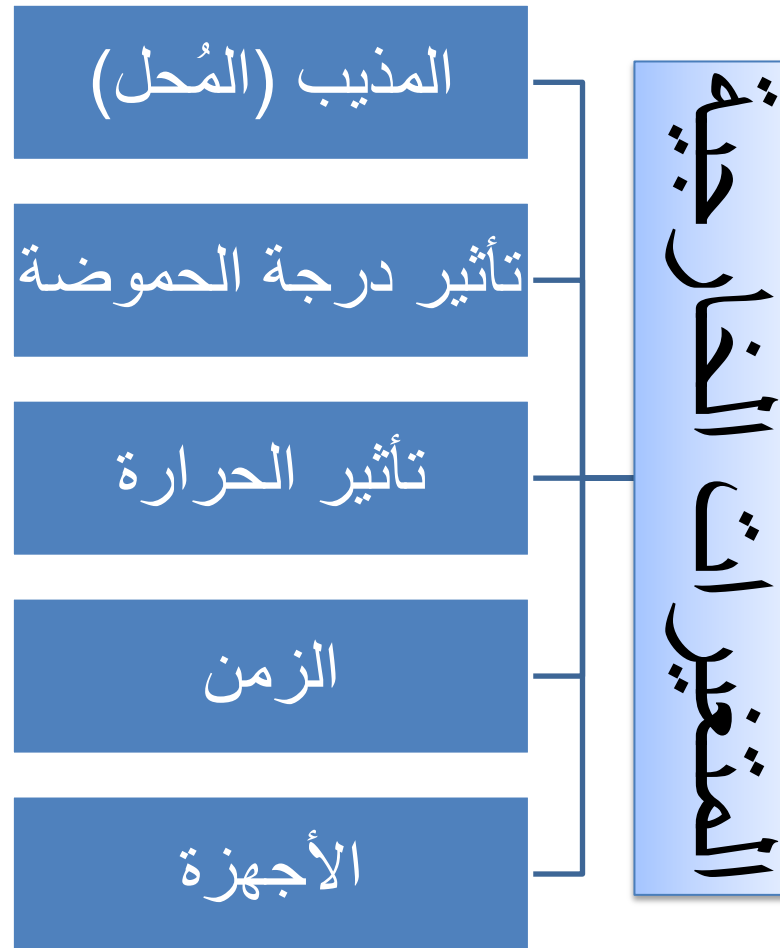 المتغيرات الخارجية
المذيب (المُحل)
تأثير درجة الحموضة
تأثير الحرارة
الزمن
الأجهزة